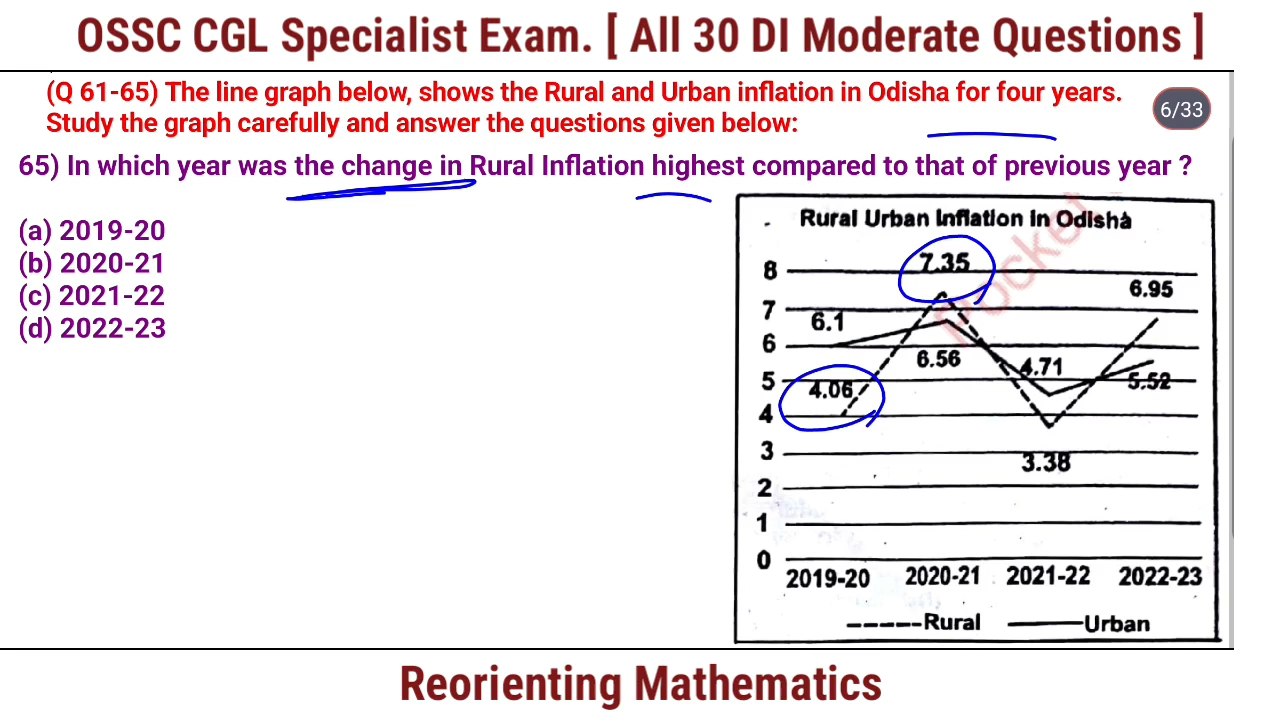 OSSC CGL Specialist Exam. [ All 30 DI Moderate Questions ]
(Q 61-65) The line graph below, shows the Rural and Urban inflation in Odisha for four years.
Study the graph carefully and answer the questions given below:
6/33
65) In which year was the change in Rural Inflation highest compared to that of previous year ?
(a) 2019-20
(b) 2020-21
(c) 2021-22
(d) 2022-23
Rural Urban Inflation in Odisha
Pocket
8
7.35
6.95
7
6.1
6
6.56
4.71
5
4.06
5.52
4
3
3.38
2
1
0
2019-20 2020-21 2021-22 2022-23
Rural Urban
Reorienting Mathematics